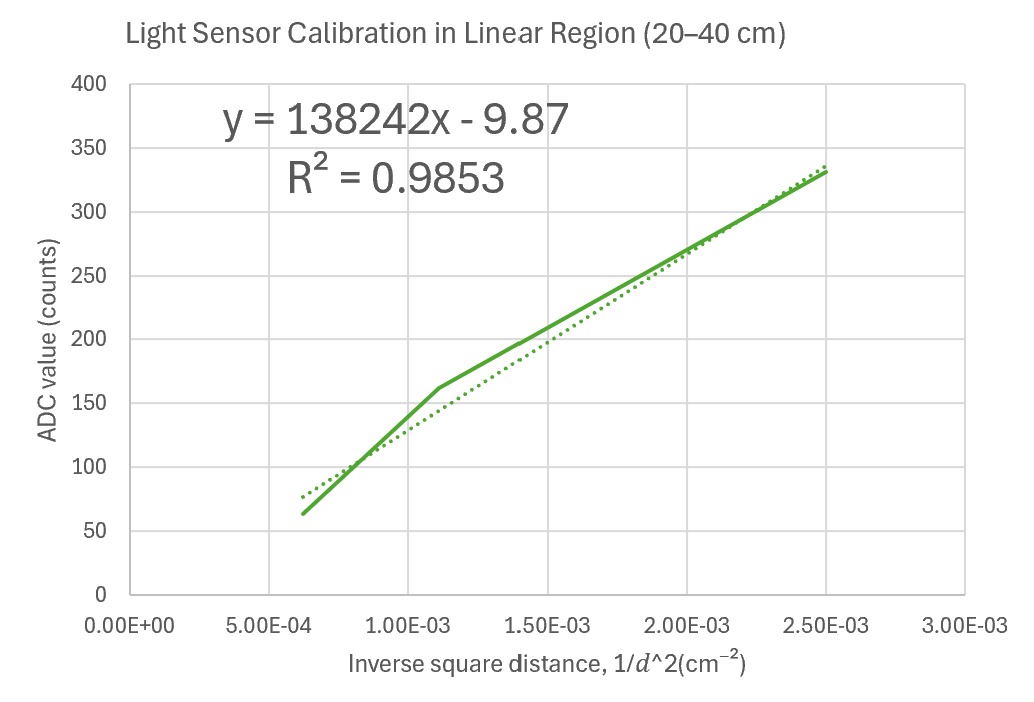 Light Sensor Calibration in Linear Region (20–40 cm)
400
y = 138242x - 9.87
350
R² = 0.9853
300
250
200
150
100
50
0
ADC value (counts)
0.00E+00 5.00E-04 1.00E-03 1.50E-03 2.00E-03 2.50E-03 3.00E-03
Inverse square distance, 1/𝑑^2(cm⁻²)